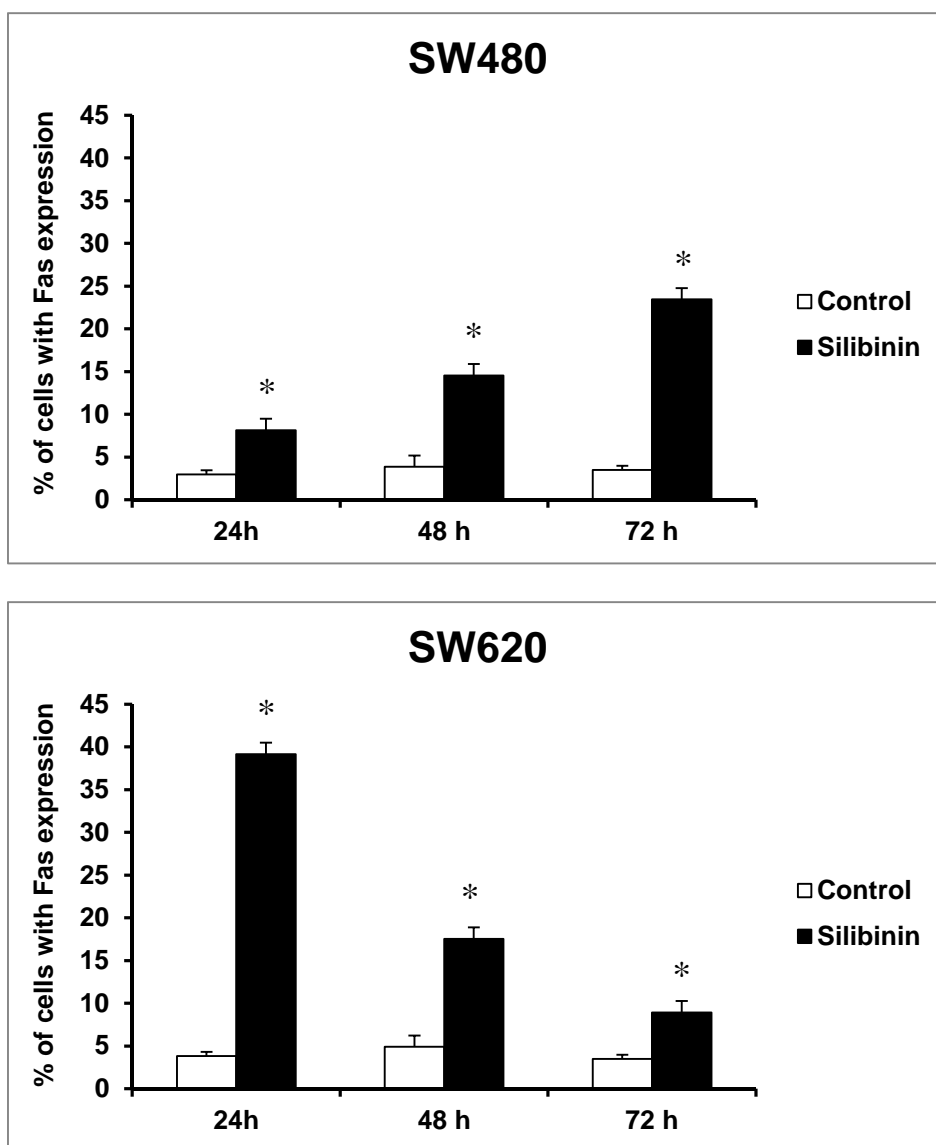 SW480
% of cells with Fas expression
45
40
35
30
25
20
15
10
5
0
*
*
*
24h
48 h
72 h
Control
Silibinin
SW620
% of cells with Fas expression
45
40
35
30
25
20
15
10
5
0
*
*
*
24h
48 h
72 h
Control
Silibinin